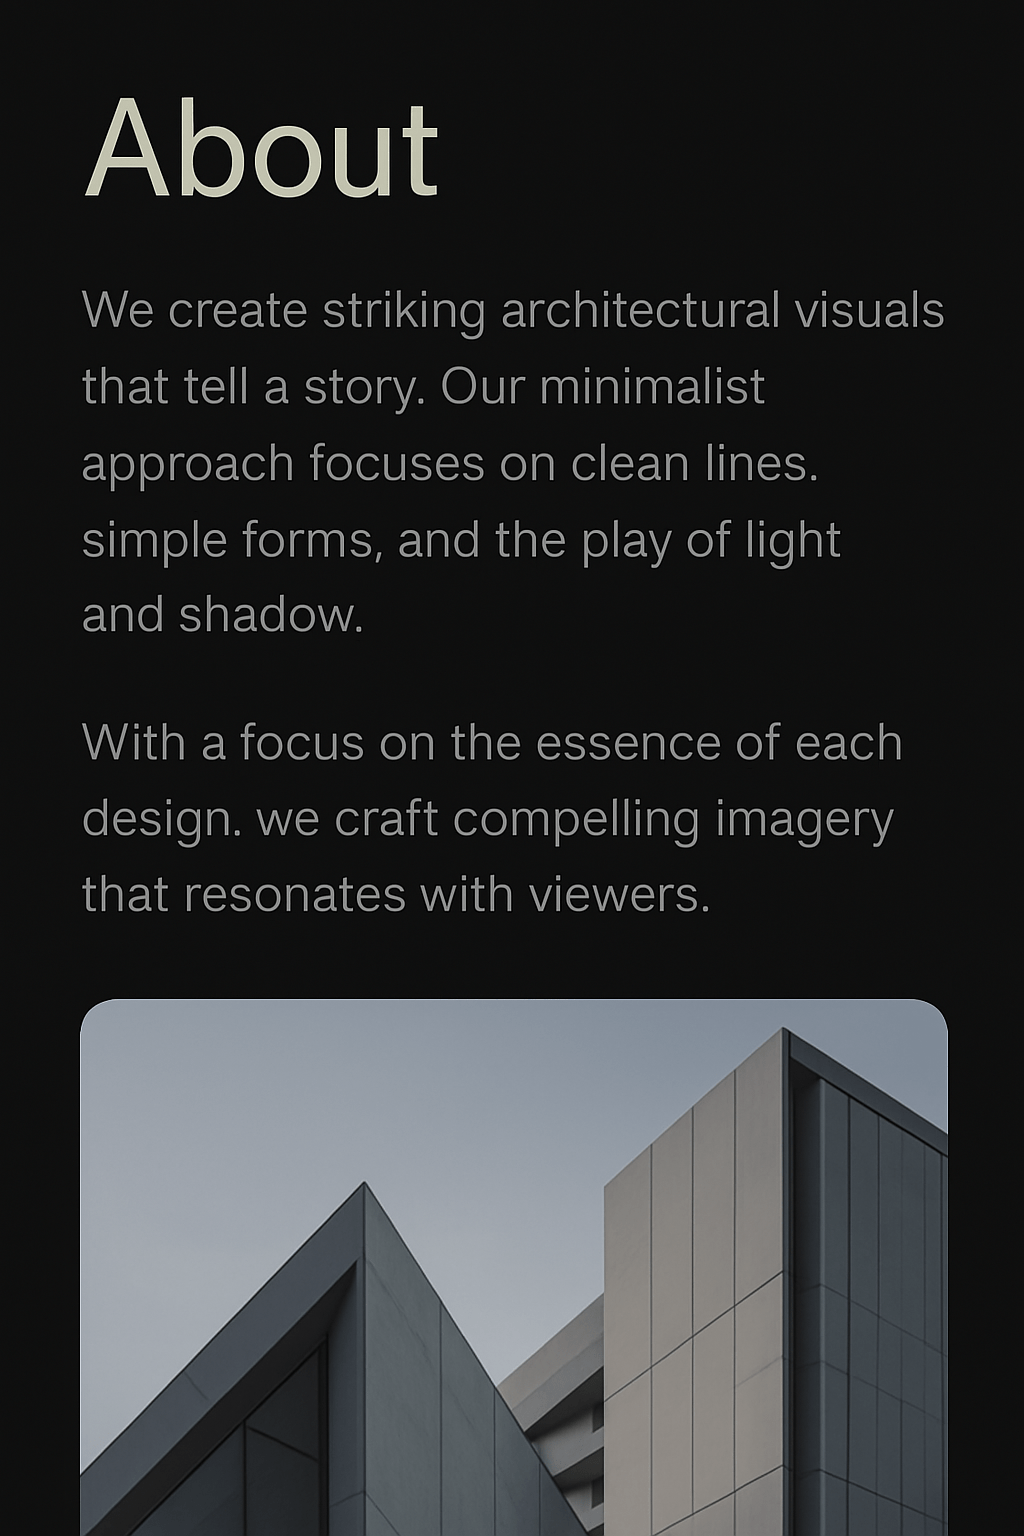 About
We create striking architectural visuals
that tell a story. Our minimalist
approach focuses on clean lines.
simple forms, and the play of light
and shadow.
With a focus on the essence of each
design. we craft compelling imagery
that resonates with viewers.